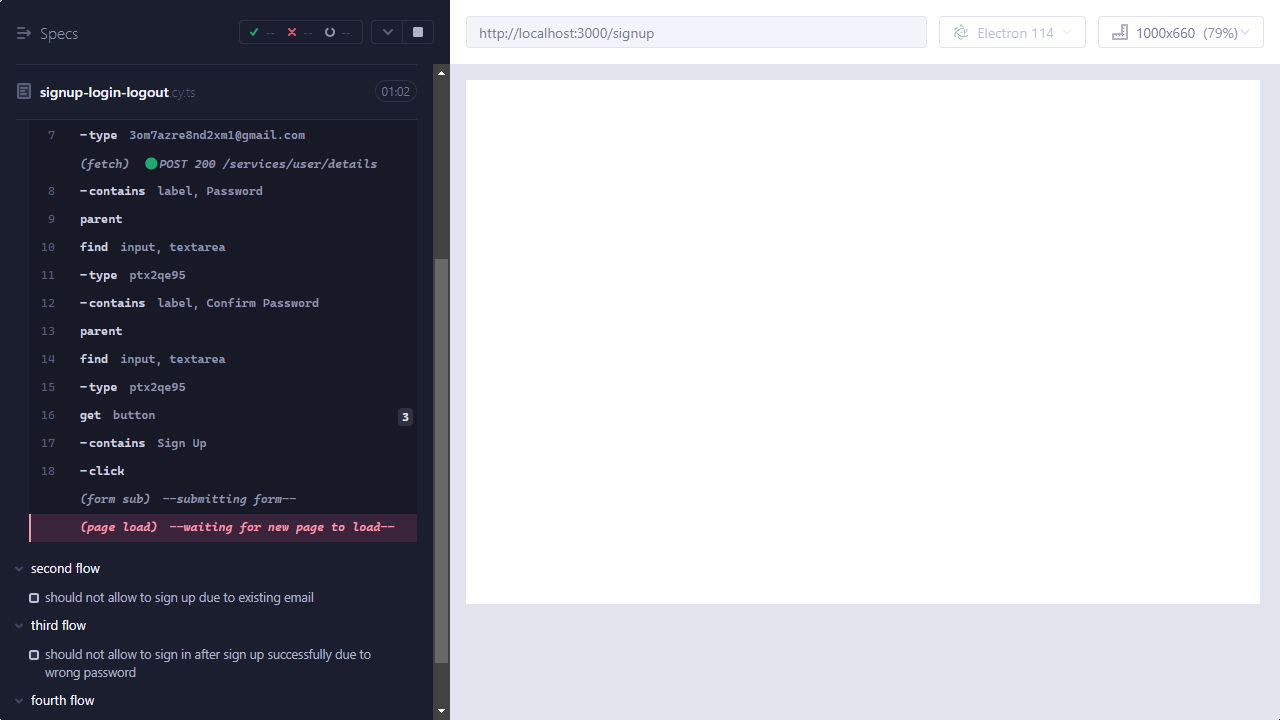 Specs
-- -- --
signup-login-logout.cy.ts 01:02
7 -type 3om7azre8nd2xm1@gmail.com
(fetch) POST 200 /services/user/details
8 -contains label, Password
9 parent
10 find input, textarea
11 -type ptx2qe95
12 -contains label, Confirm Password
13 parent
14 find input, textarea
15 -type ptx2qe95
16 get button 3
17 -contains Sign Up
18 -click
(form sub) --submitting form--
(page load) --waiting for new page to load--
second flow
should not allow to sign up due to existing email
third flow
should not allow to sign in after sign up successfully due to
wrong password
fourth flow
http://localhost:3000/signup
Electron 114
1000x660 (79%)